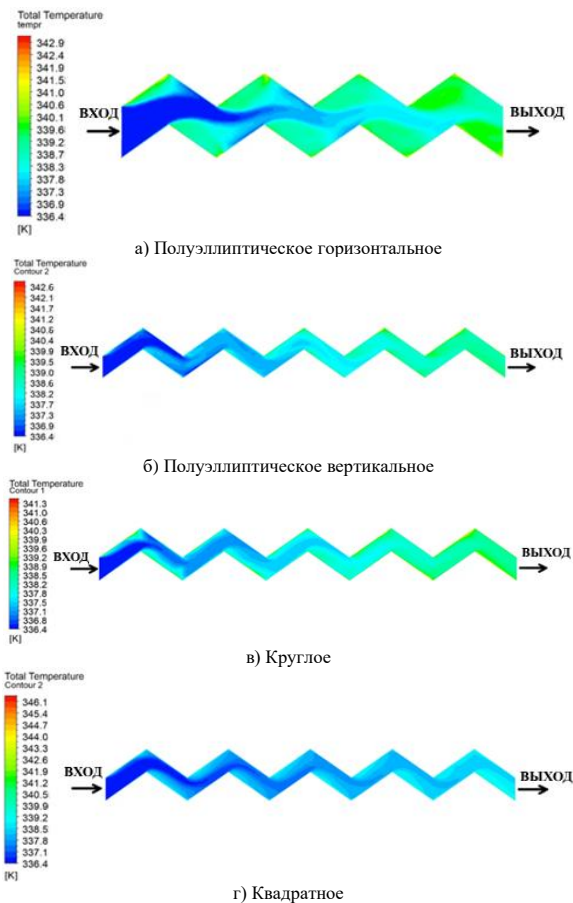 Total Temperature
tempr
342.9
342.4
341.9
341.5
341.0
340.6
340.1
339.6
339.2
338.7
338.3
337.8
337.3
336.9
336.4
[K]
ВХОД
ВЫХОД
а) Полуэллиптическое горизонтальное
Total Temperature
Contour 2
342.6
342.1
341.7
341.2
340.8
340.4
339.9
339.5
339.0
338.6
338.2
337.7
337.3
336.9
336.4
[K]
ВХОД
ВЫХОД
б) Полуэллиптическое вертикальное
Total Temperature
Contour 1
341.3
341.0
340.6
340.3
339.9
339.6
339.2
338.9
338.5
338.2
337.8
337.5
337.1
336.8
336.4
[K]
ВХОД
ВЫХОД
в) Круглое
Total Temperature
Contour 2
346.1
345.4
344.7
344.0
343.3
342.6
341.9
341.2
340.5
339.9
339.2
338.5
337.8
337.1
336.4
[K]
ВХОД
ВЫХОД
г) Квадратное